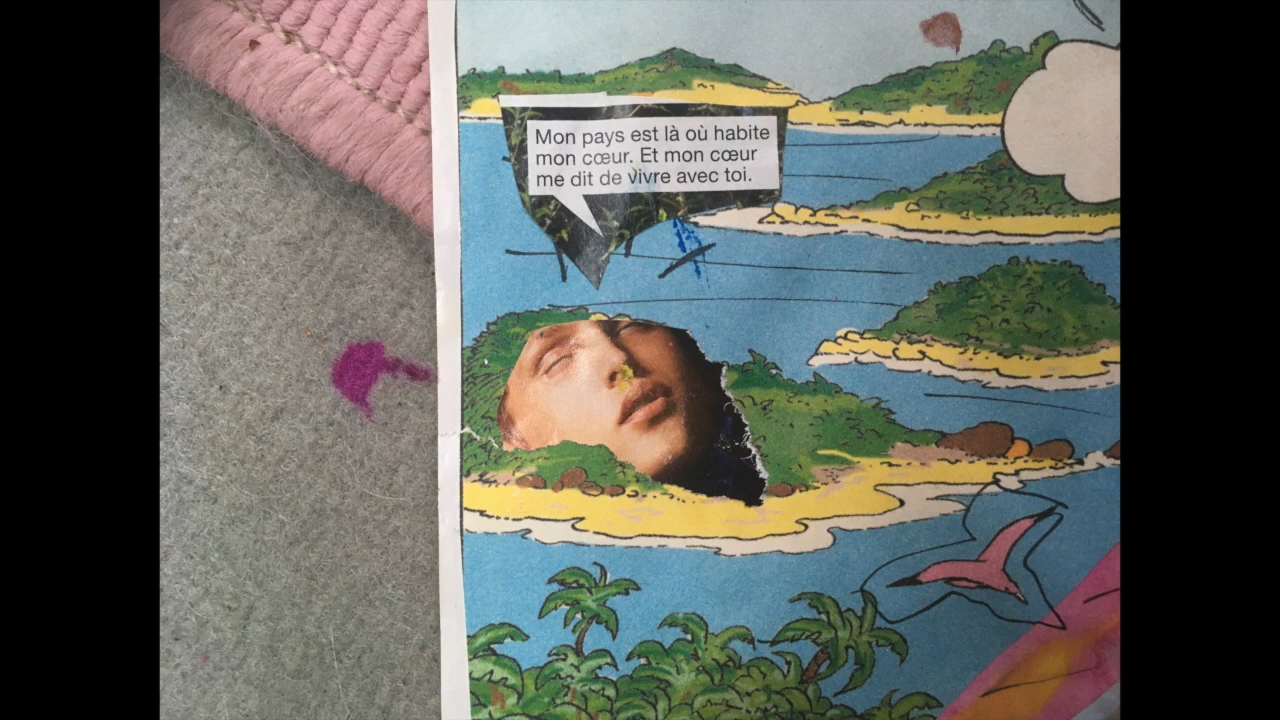 Mon pays est là où habite
mon cœur. Et mon cœur
me dit de vivre avec toi.